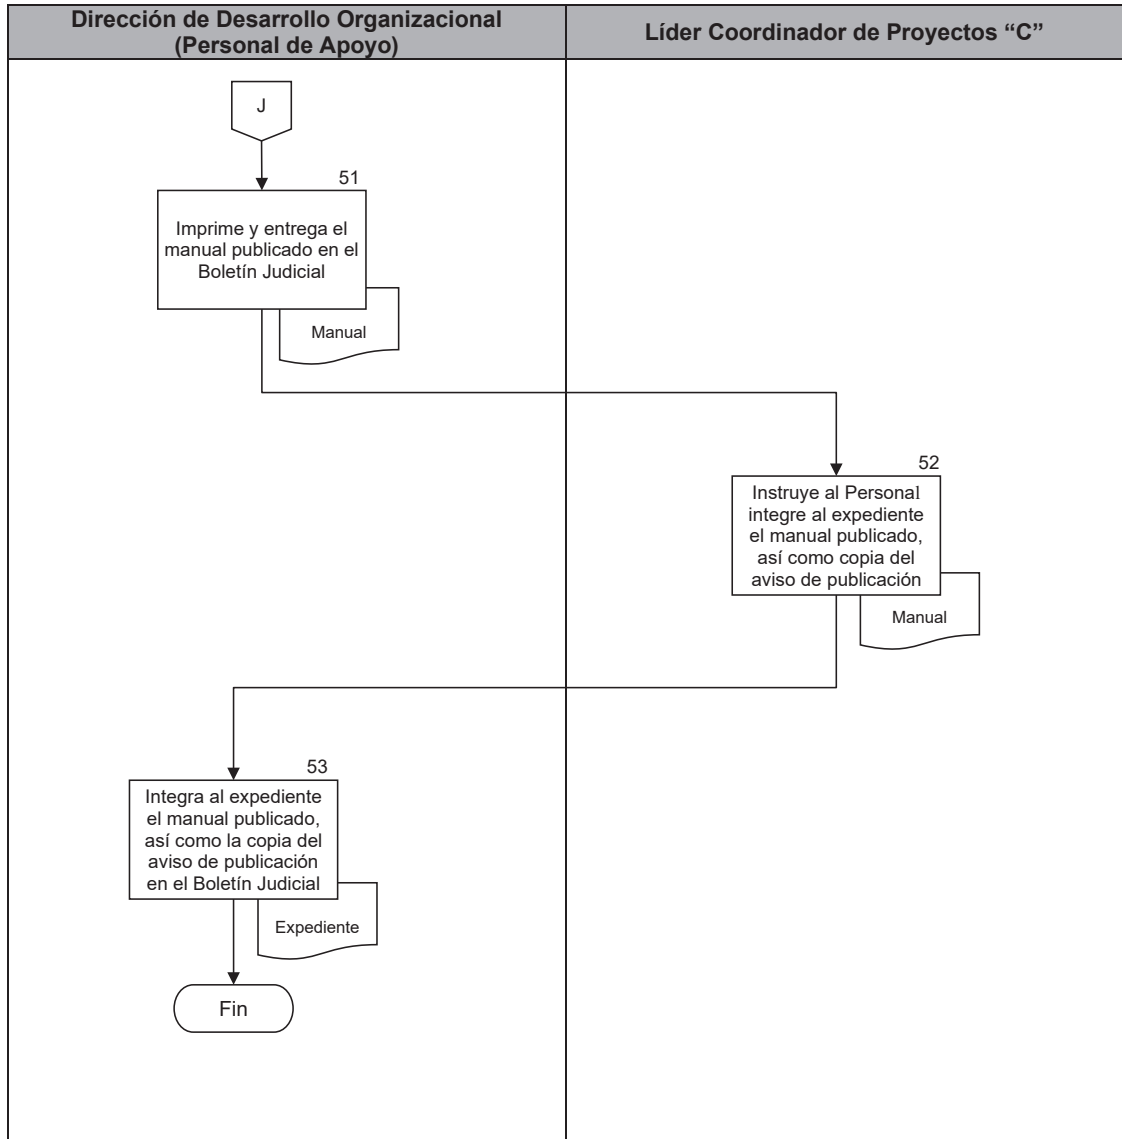 Dirección de Desarrollo Organizacional
(Personal de Apoyo)
Líder Coordinador de Proyectos “C”
J
51
Imprime y entrega el
manual publicado en el
Boletín Judicial
Manual
52
Instruye al Personal
integre al expediente
el manual publicado,
así como copia del
aviso de publicación
Manual
53
Integra al expediente
el manual publicado,
así como la copia del
aviso de publicación
en el Boletín Judicial
Expediente
Fin